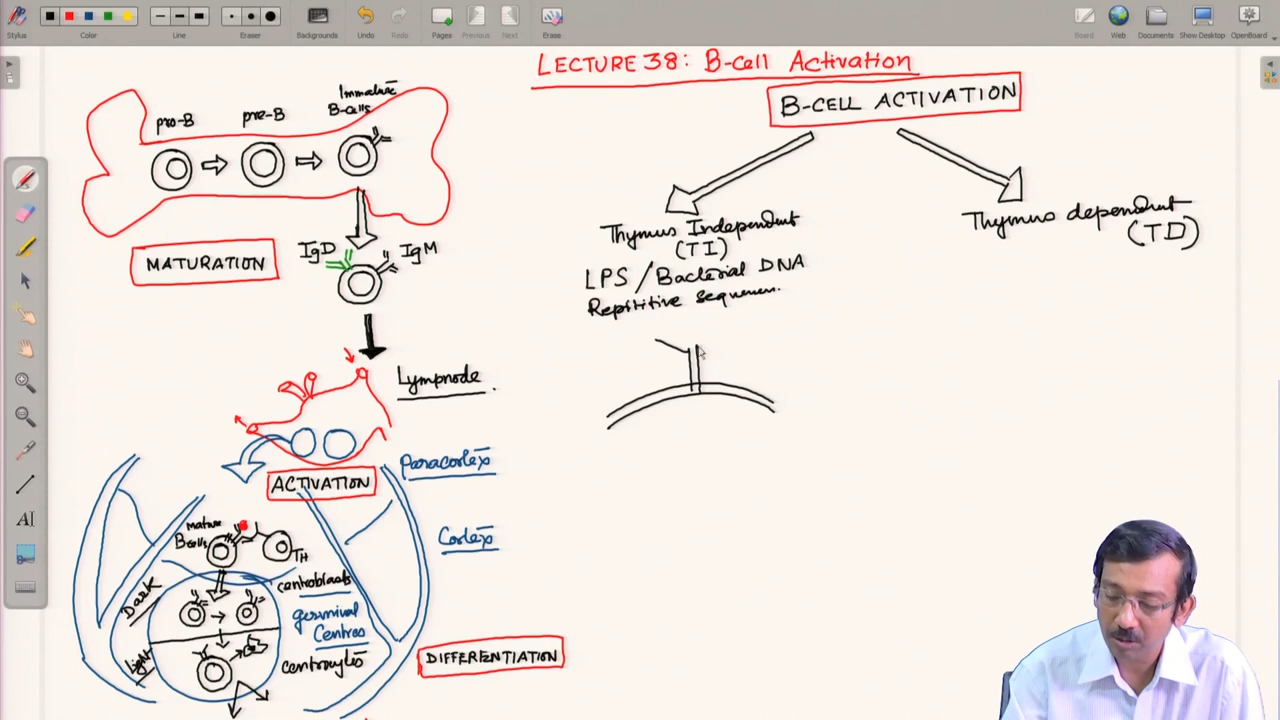 Stylus
Color
Line
Eraser
Backgrounds
Undo
Redo
Pages
Previous
Next
Erase
Board
Web
Documents
Show Desktop
OpenBoard
LECTURE 38: B-cell Activation
B-CELL ACTIVATION
Thymus Independent
(TI)
LPS / Bacterial DNA
Repititive sequences.
Thymus dependent
(TD)
pro-B
pre-B
Immature
B-cells
MATURATION
IgD
IgM
Lympnode
ACTIVATION
Paracortex
Cortex
mature
B cells
TH
Dark
centroblasts
germinal
Centres
Light
centrocytes
DIFFERENTIATION